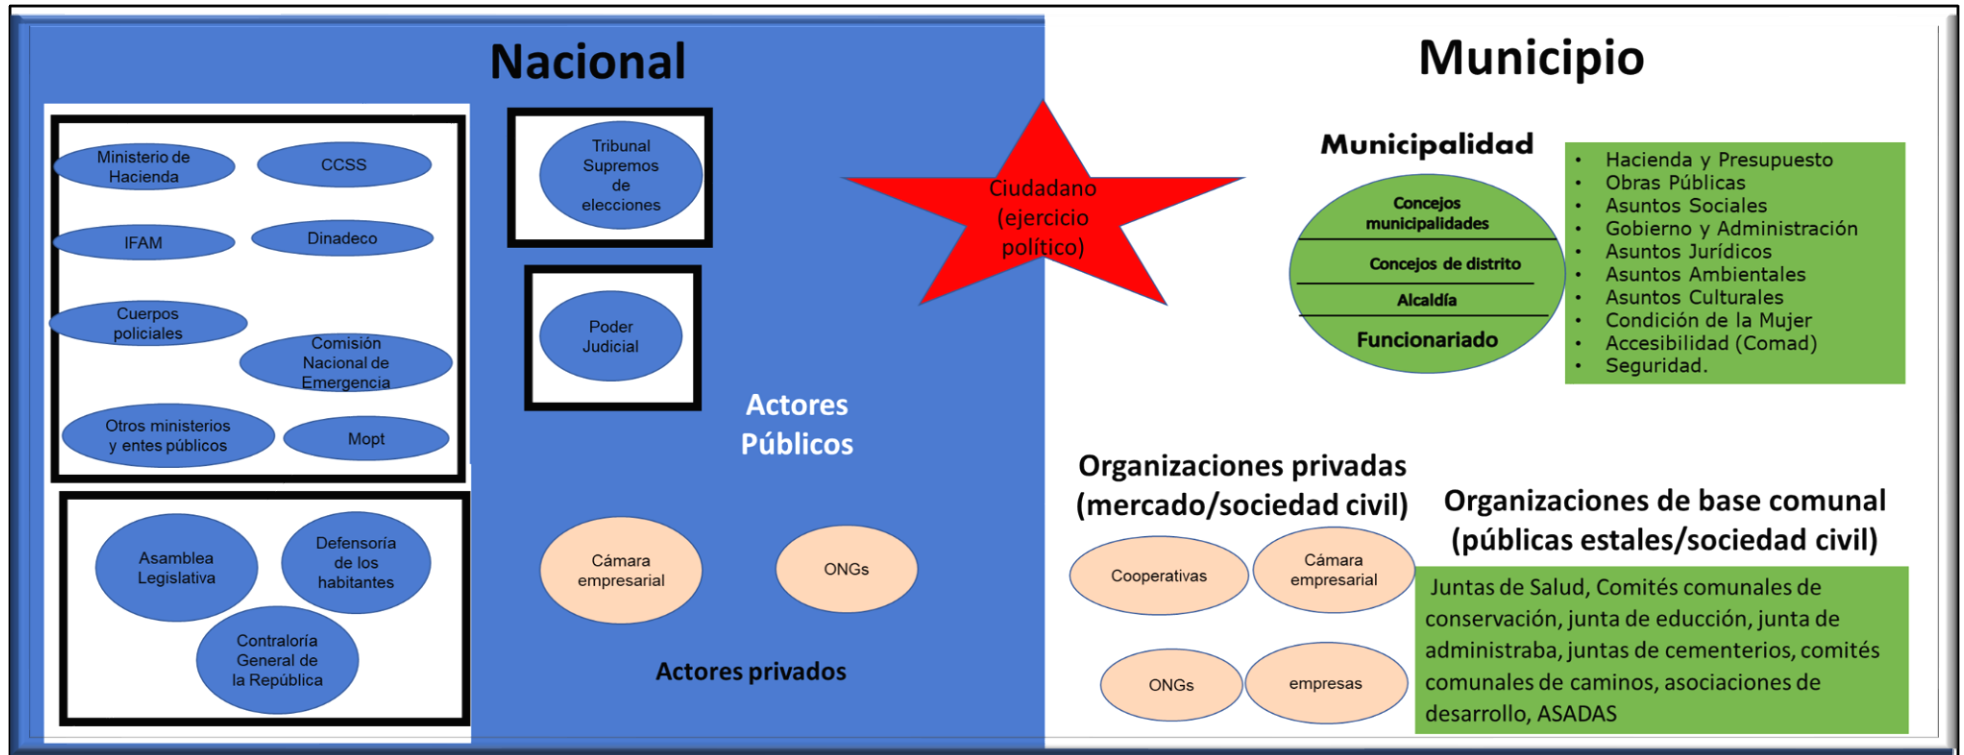 Nacional
Ministerio de
Hacienda
CCSS
IFAM
Dinadeco
Cuerpos
policiales
Comisión
Nacional de
Emergencia
Otros ministerios
y entes públicos
Mopt
Asamblea
Legislativa
Defensoría
de los
habitantes
Contraloría
General de
la República
Tribunal
Supremos
de
elecciones
Poder
Judicial
Actores
Públicos
Cámara
empresarial
ONGs
Actores privados
Ciudadano
(ejercicio
político)
Municipio
Municipalidad
Concejos
municipalidades
Concejos de distrito
Alcaldía
Funcionariado
• Hacienda y Presupuesto
• Obras Públicas
• Asuntos Sociales
• Gobierno y Administración
• Asuntos Jurídicos
• Asuntos Ambientales
• Asuntos Culturales
• Condición de la Mujer
• Accesibilidad (Comad)
• Seguridad.
Organizaciones privadas
(mercado/sociedad civil)
Cooperativas
Cámara
empresarial
ONGs
empresas
Organizaciones de base comunal
(públicas estales/sociedad civil)
Juntas de Salud, Comités comunales de
conservación, junta de educción, junta de
administraba, juntas de cementerios, comités
comunales de caminos, asociaciones de
desarrollo, ASADAS